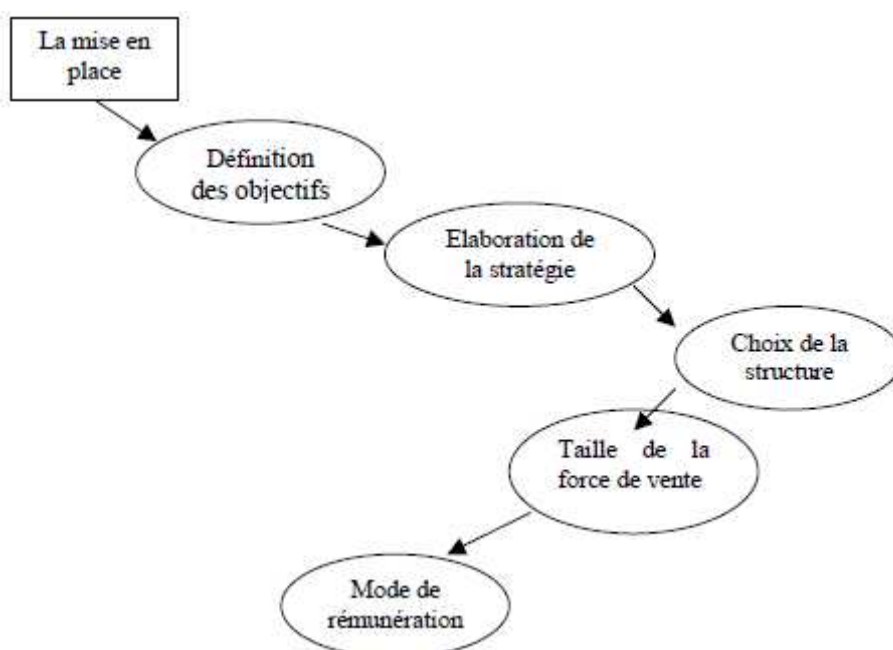 La mise en
place
Définition
des objectifs
Elaboration de
la stratégie
Choix de la
structure
Taille de la
force de vente
Mode de
rémunération